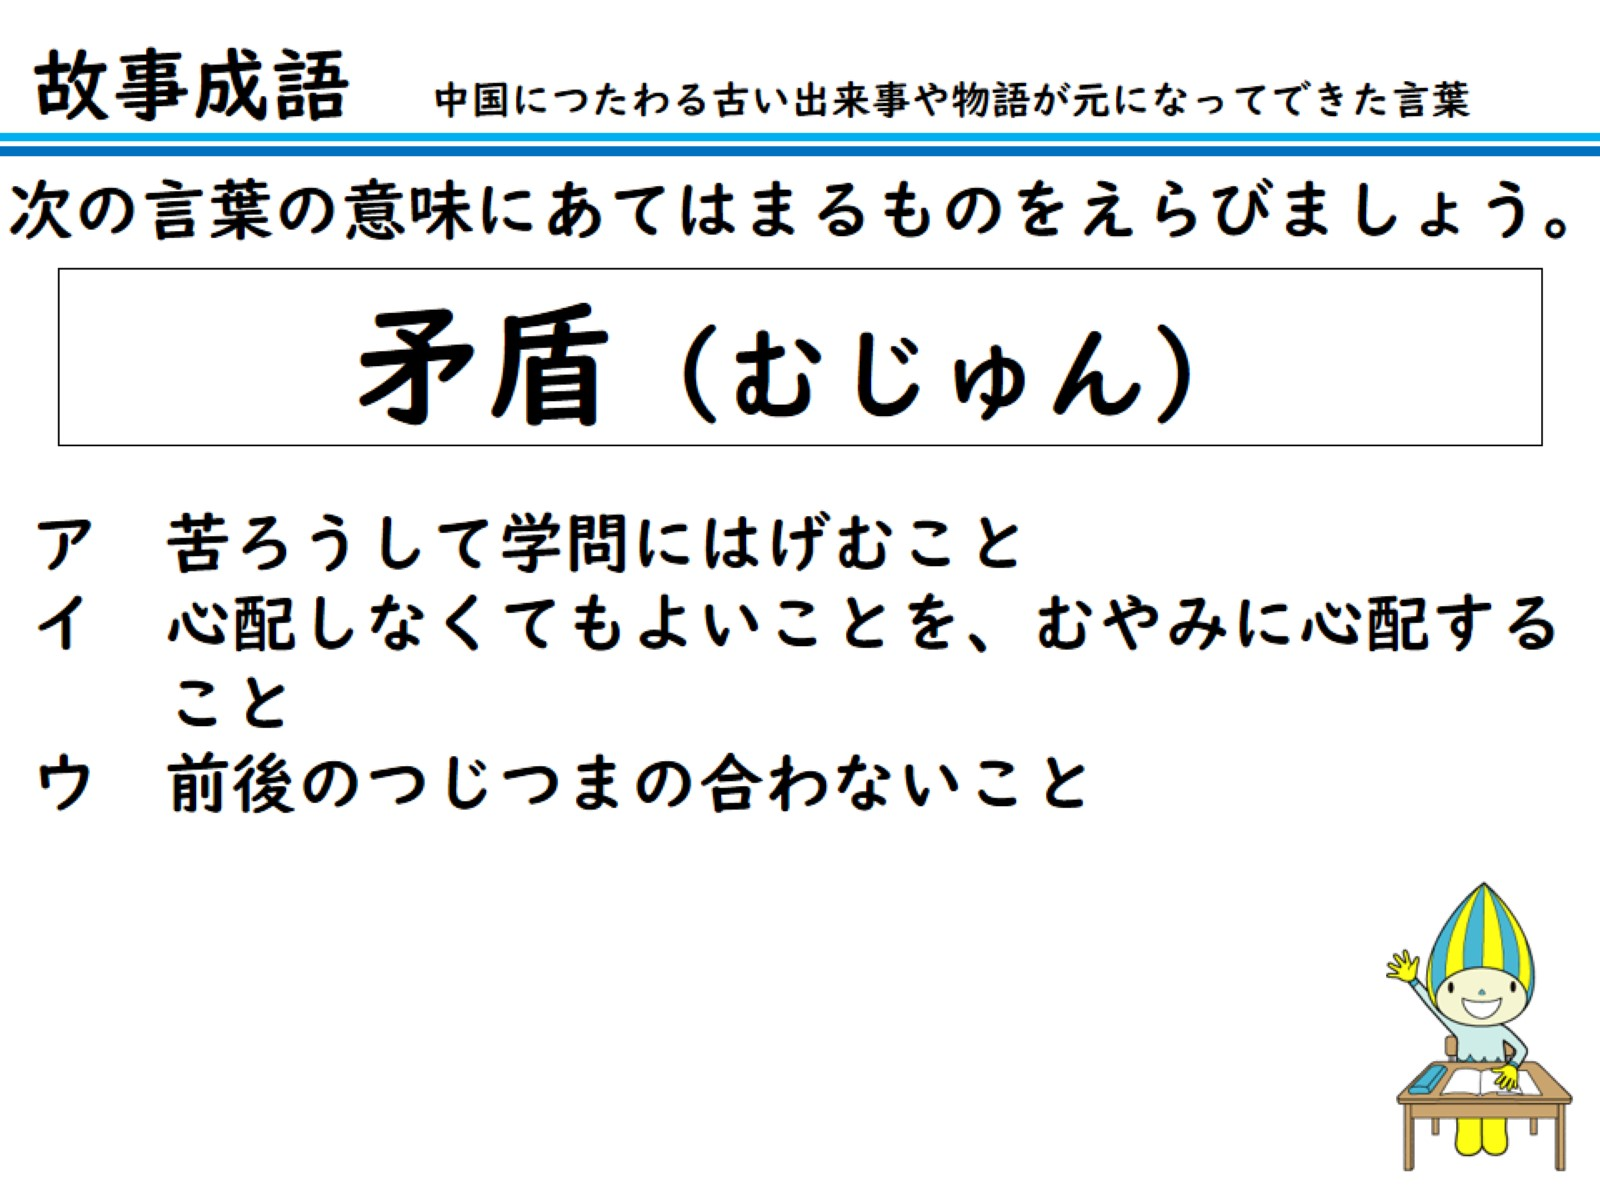 故事成語　中国につたわる古い出来事や物語が元になってできた言葉
次の言葉の意味にあてはまるものをえらびましょう。
矛盾（むじゅん）
ア　苦ろうして学問にはげむこと
イ　心配しなくてもよいことを、むやみに心配する
こと
ウ　前後のつじつまの合わないこと